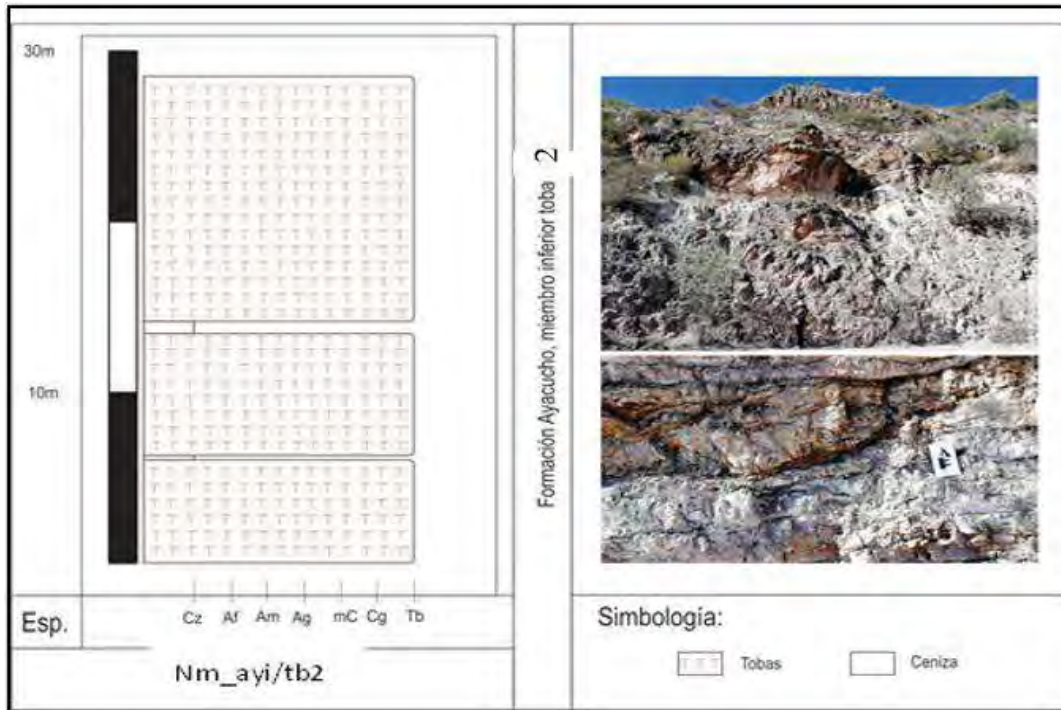 30m
10m
Esp.
Cz Af Am Ag mC Cg Tb
Nm_ayi/tb2
Formación Ayacucho, miembro inferior toba 2
Simbología:
Tobas
Ceniza